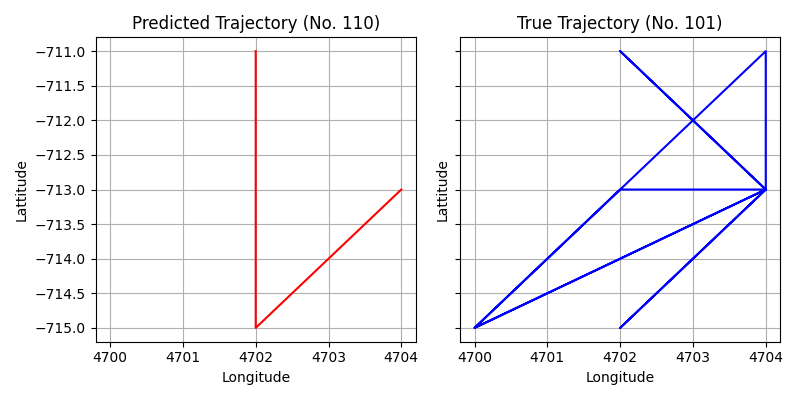 Predicted Trajectory (No. 110)
True Trajectory (No. 101)
−711.0
−711.5
−712.0
−712.5
−713.0
−713.5
−714.0
−714.5
−715.0
Lattitude
Lattitude
4700 4701 4702 4703 4704
4700 4701 4702 4703 4704
Longitude
Longitude